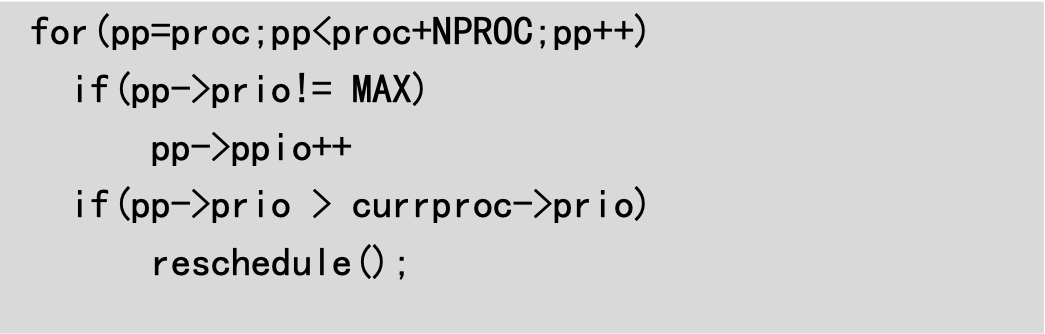 for(pp=proc;pp<proc+NPROC;pp++)
if(pp->prio!= MAX)
pp->ppio++
if(pp->prio > currproc->prio)
reschedule();